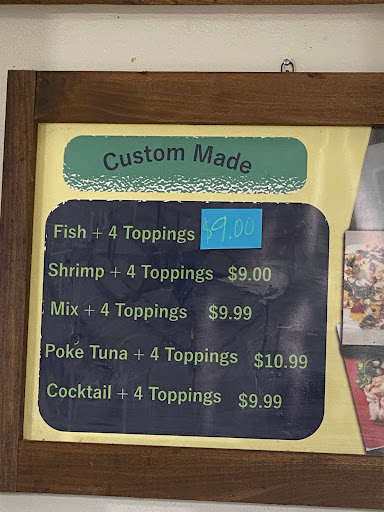 Custom Made
Fish + 4 Toppings $9.00
Shrimp + 4 Toppings $9.00
Mix + 4 Toppings $9.99
Poke Tuna + 4 Toppings $10.99
Cocktail + 4 Toppings $9.99